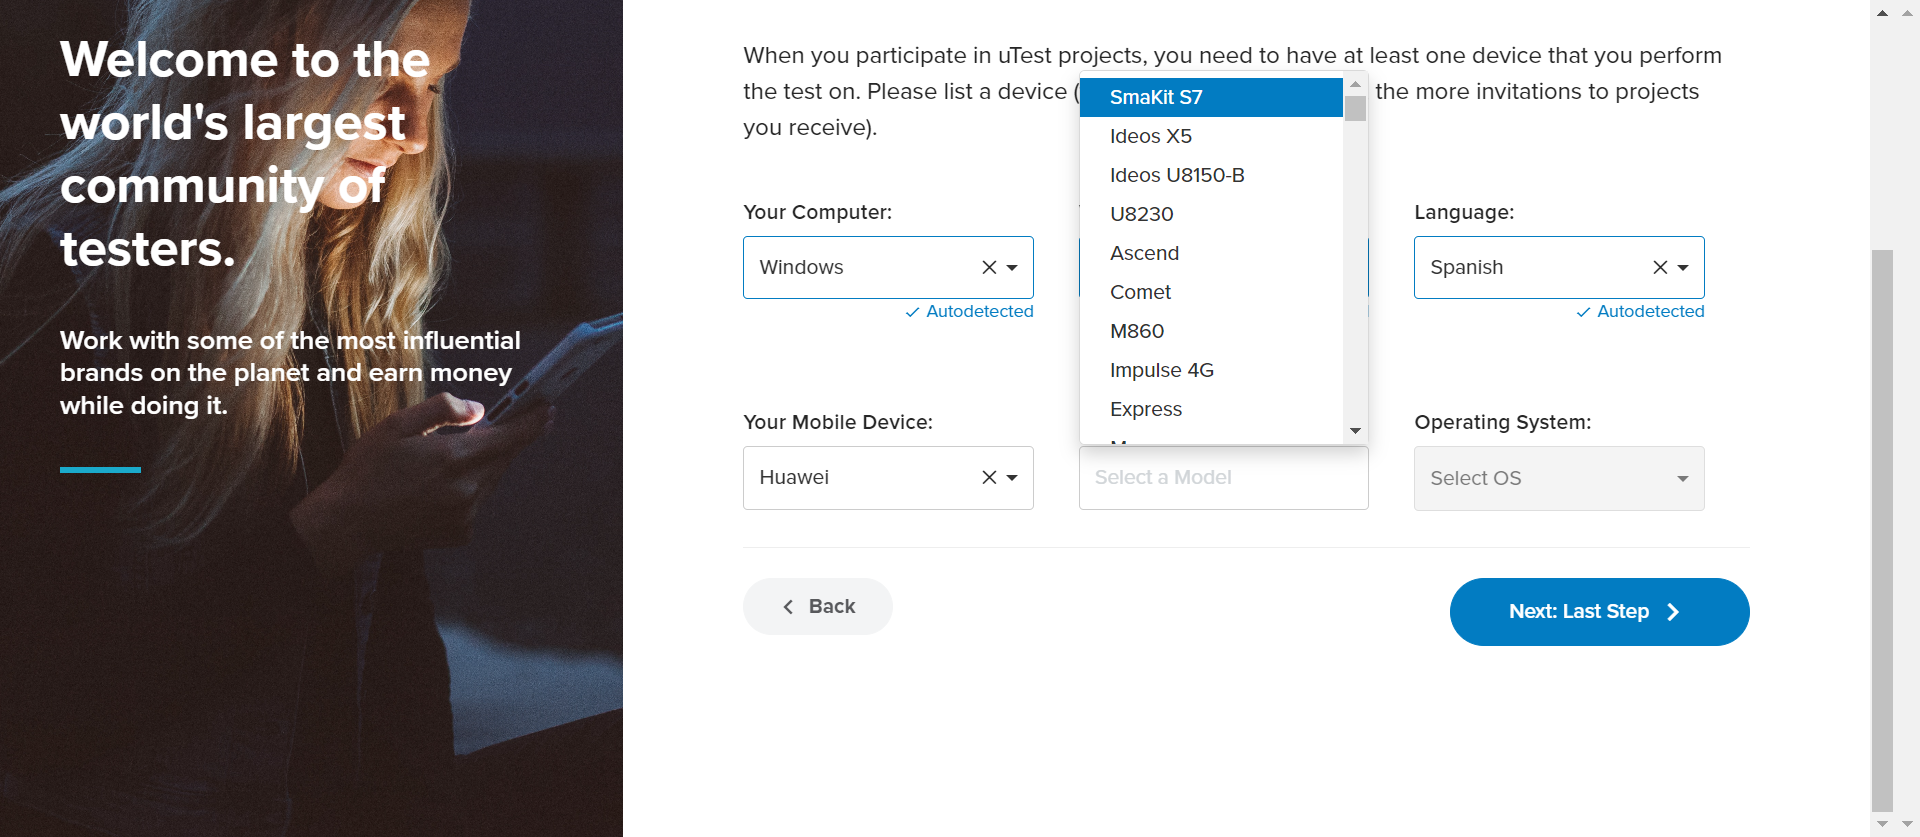 Welcome to the
world's largest
community of
testers.
Work with some of the most influential
brands on the planet and earn money
while doing it.
When you participate in uTest projects, you need to have at least one device that you perform
the test on. Please list a device (
the more invitations to projects
you receive).
SmaKit S7
Ideos X5
Ideos U8150-B
U8230
Ascend
Comet
M860
Impulse 4G
Express
Your Computer:
Windows
Autodetected
Language:
Spanish
Autodetected
Your Mobile Device:
Huawei
Select a Model
Operating System:
Select OS
Back
Next: Last Step